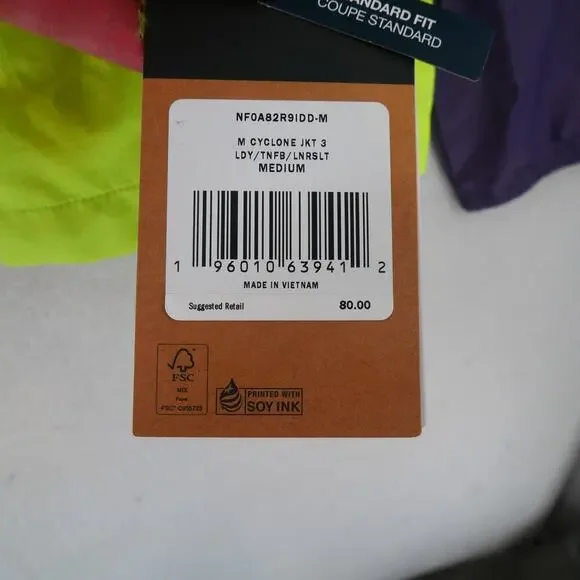 STANDARD FIT
COUPE STANDARD
NF0A82R9IDD-M
M CYCLONE JKT 3
LDY/TNFB/LNRSLT
MEDIUM
1 96010 63941 2
MADE IN VIETNAM
Suggested Retail 80.00
FSC
MIX
Paper
PRINTED WITH
SOY INK